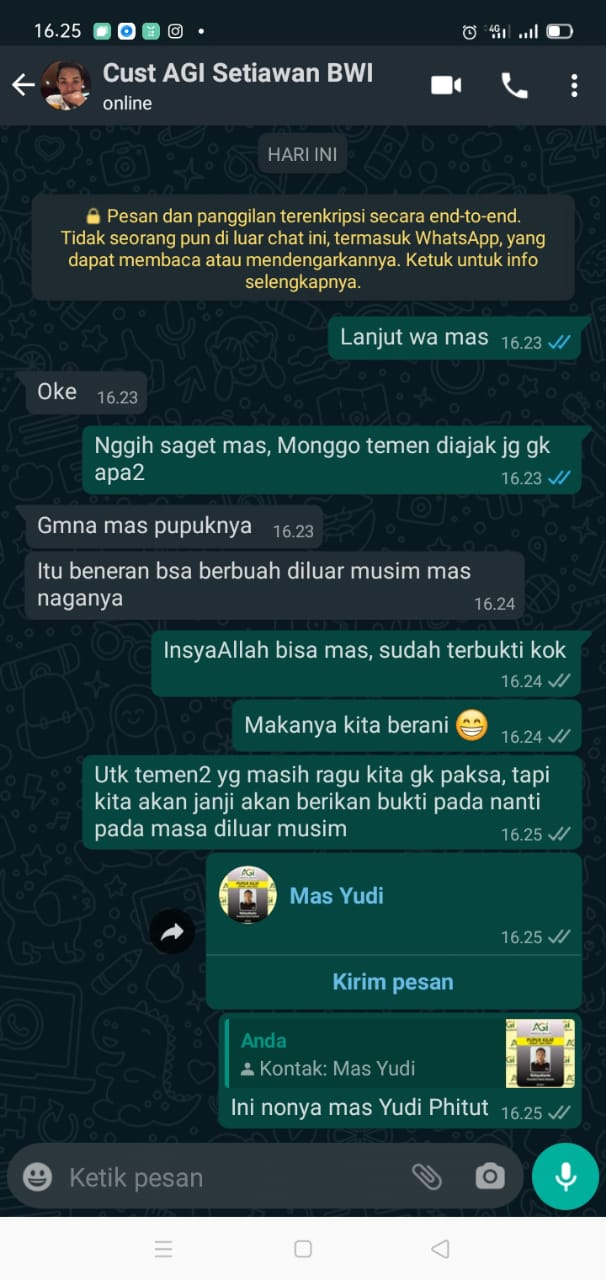 16.25
4G
Cust AGI Setiawan BWI
online
HARI INI
Pesan dan panggilan terenkripsi secara end-to-end.
Tidak seorang pun di luar chat ini, termasuk WhatsApp, yang
dapat membaca atau mendengarkannya. Ketuk untuk info
selengkapnya.
Lanjut wa mas 16.23
Oke 16.23
Nggih saget mas, Monggo temen diajak jg gk
apa2 16.23
Gmna mas pupuknya 16.23
Itu beneran bsa berbuah diluar musim mas
naganya 16.24
InsyaAllah bisa mas, sudah terbukti kok
16.24
Makanya kita berani 😁 16.24
Utk temen2 yg masih ragu kita gk paksa, tapi
kita akan janji akan berikan bukti pada nanti
pada masa diluar musim 16.25
AGI
Mas Yudi
16.25
Kirim pesan
Anda
Kontak: Mas Yudi
AGI
PUPUK KILAT
Ini nonya mas Yudi Phitut 16.25
Ketik pesan